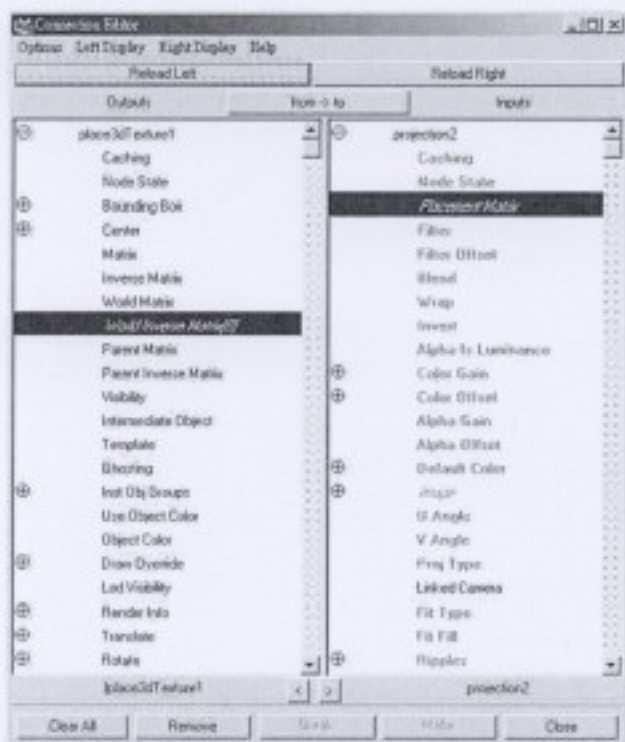 Connection Editor
Options Left Display Right Display Help
Reload Left
Reload Right
Outputs
from -> to
Inputs
place3dTexture1
Caching
Node State
Bounding Box
Center
Matrix
Inverse Matrix
World Matrix
World Inverse Matrix[0]
Parent Matrix
Parent Inverse Matrix
Visibility
Intermediate Object
Template
Ghosting
Inst Obj Groups
Use Object Color
Object Color
Draw Override
Lod Visibility
Render Info
Translate
Rotate
projection2
Caching
Node State
Placement Matrix
Filter
Filter Offset
Blend
Wrap
Invert
Alpha Is Luminance
Color Gain
Color Offset
Alpha Gain
Alpha Offset
Default Color
Image
U Angle
V Angle
Proj Type
Linked Camera
Fit Type
Fit Fill
Ripples
|place3dTexture1
<
>
projection2
Clear All
Remove
Break
Make
Close